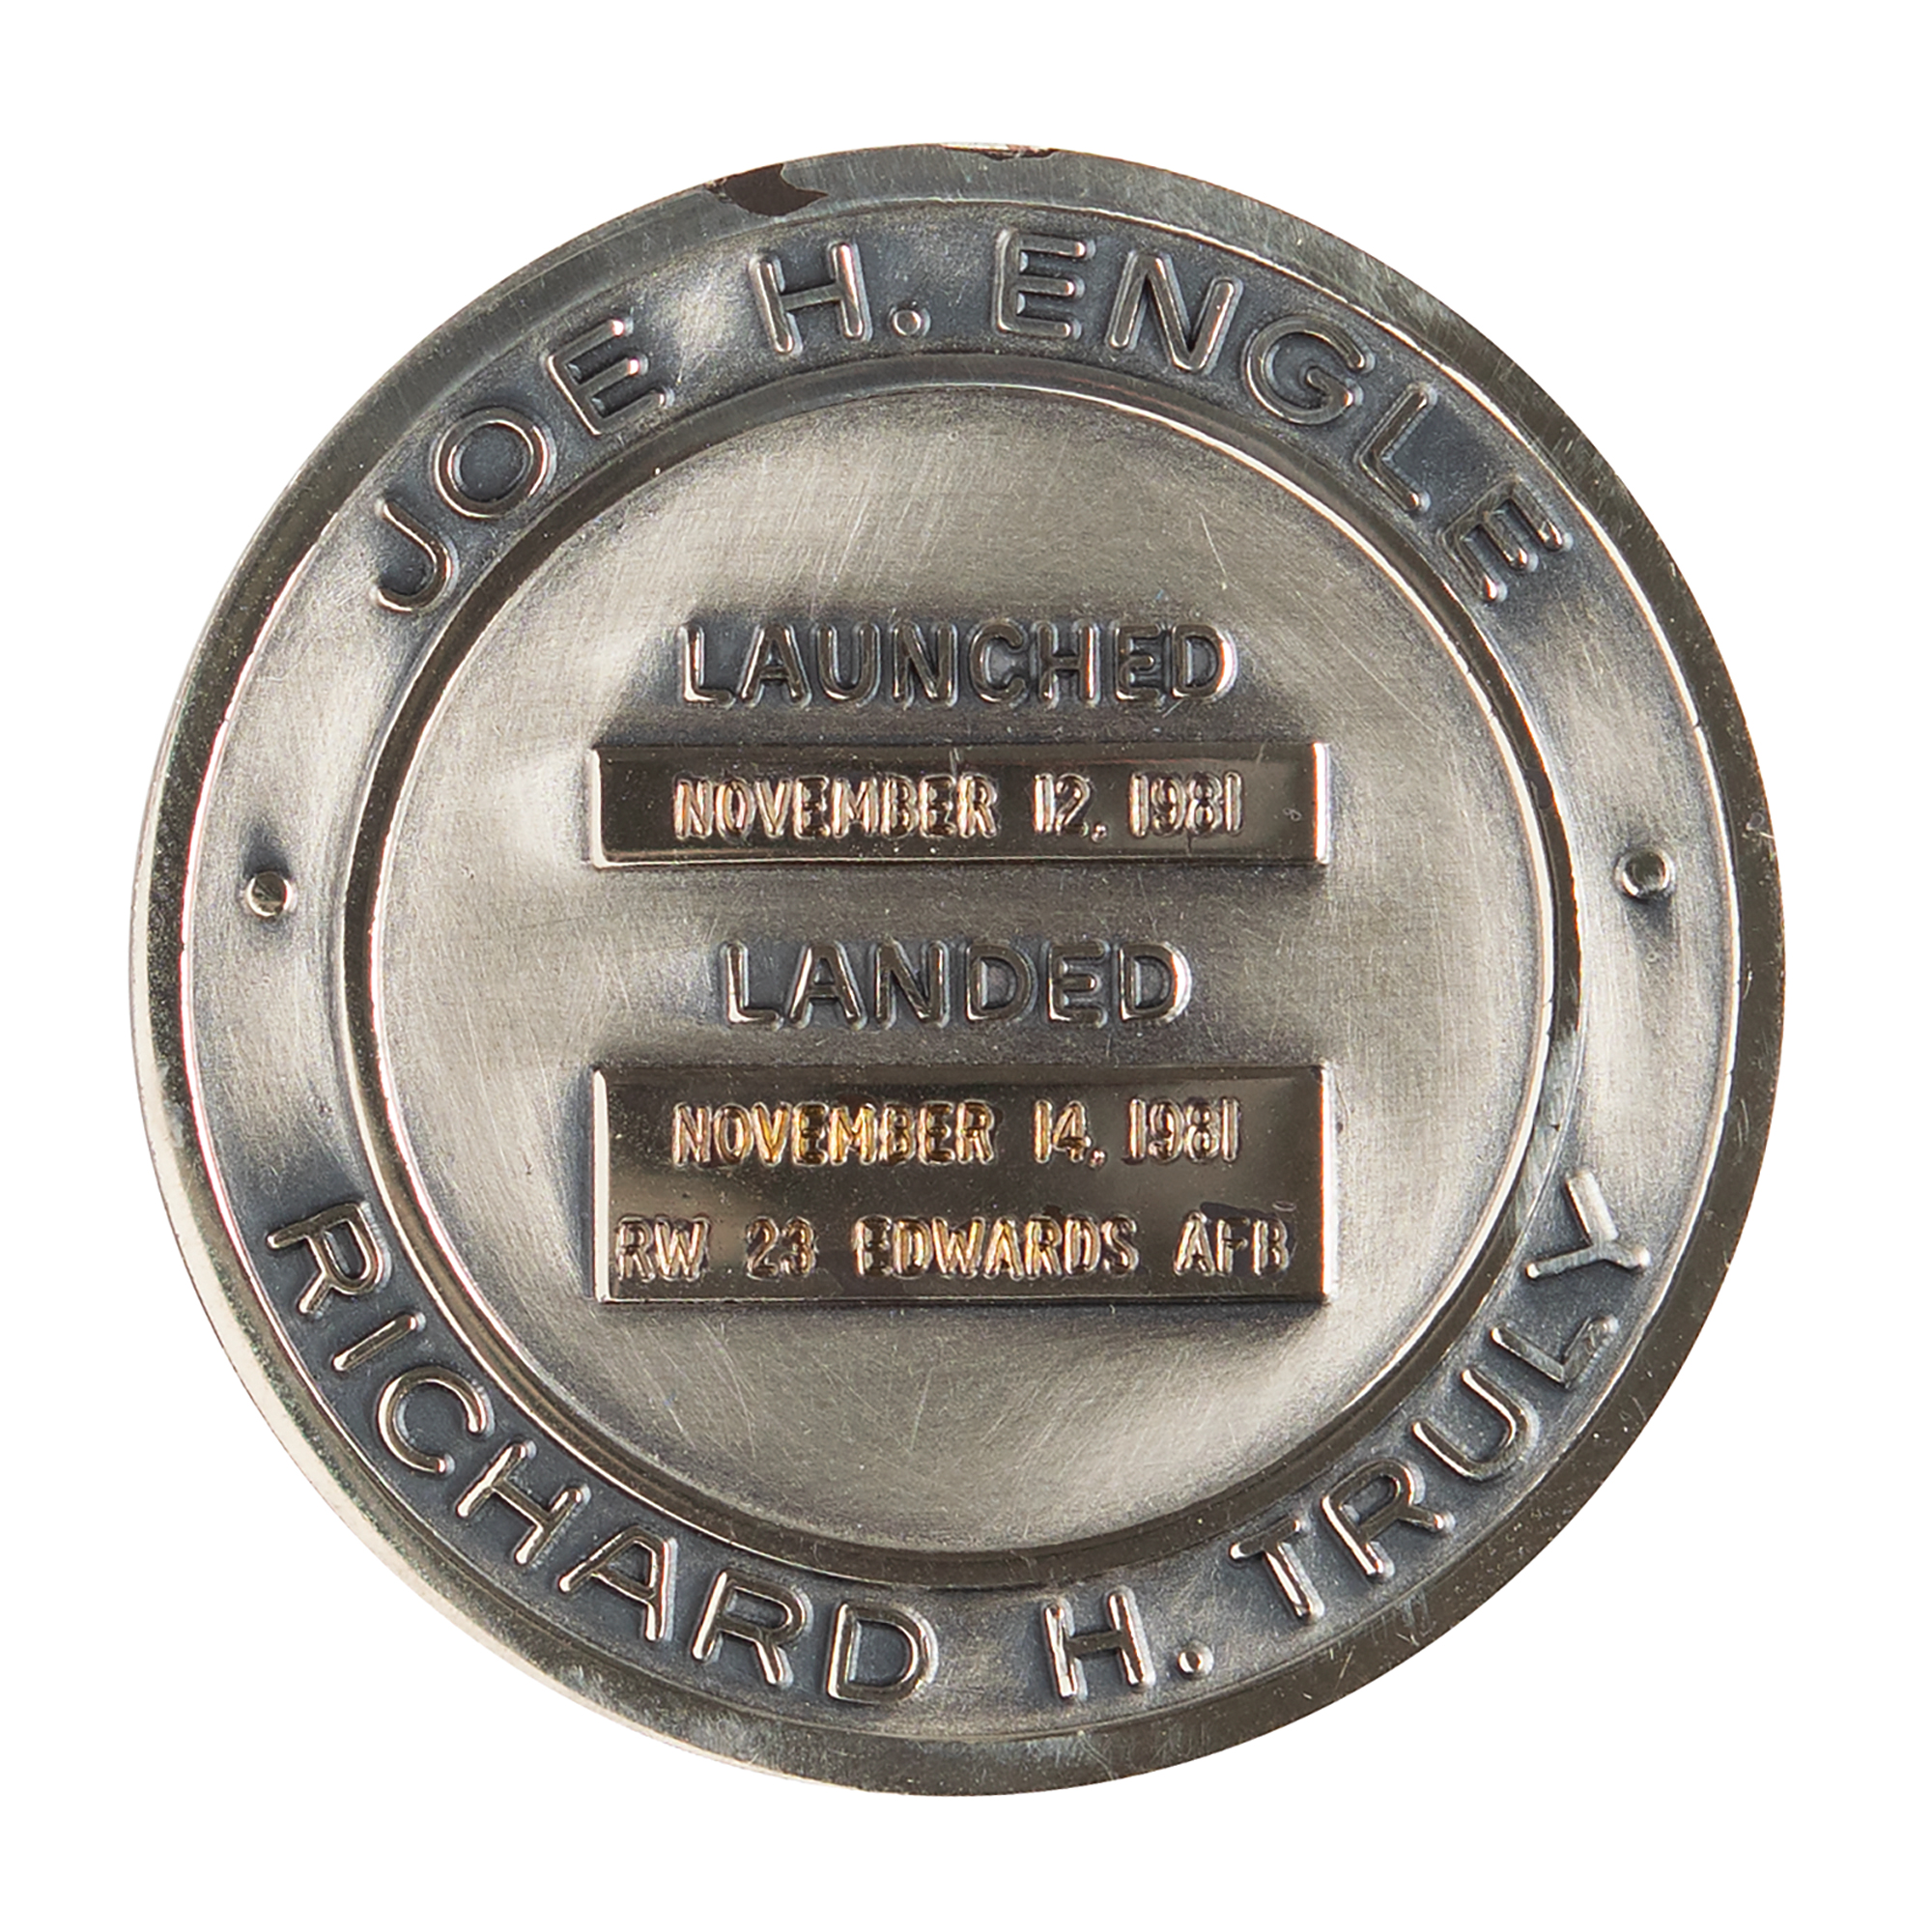 JOE H. ENGLE
LAUNCHED
NOVEMBER 12, 1981
LANDED
NOVEMBER 14, 1981
RW 23 EDWARDS AFB
RICHARD H. TRULY